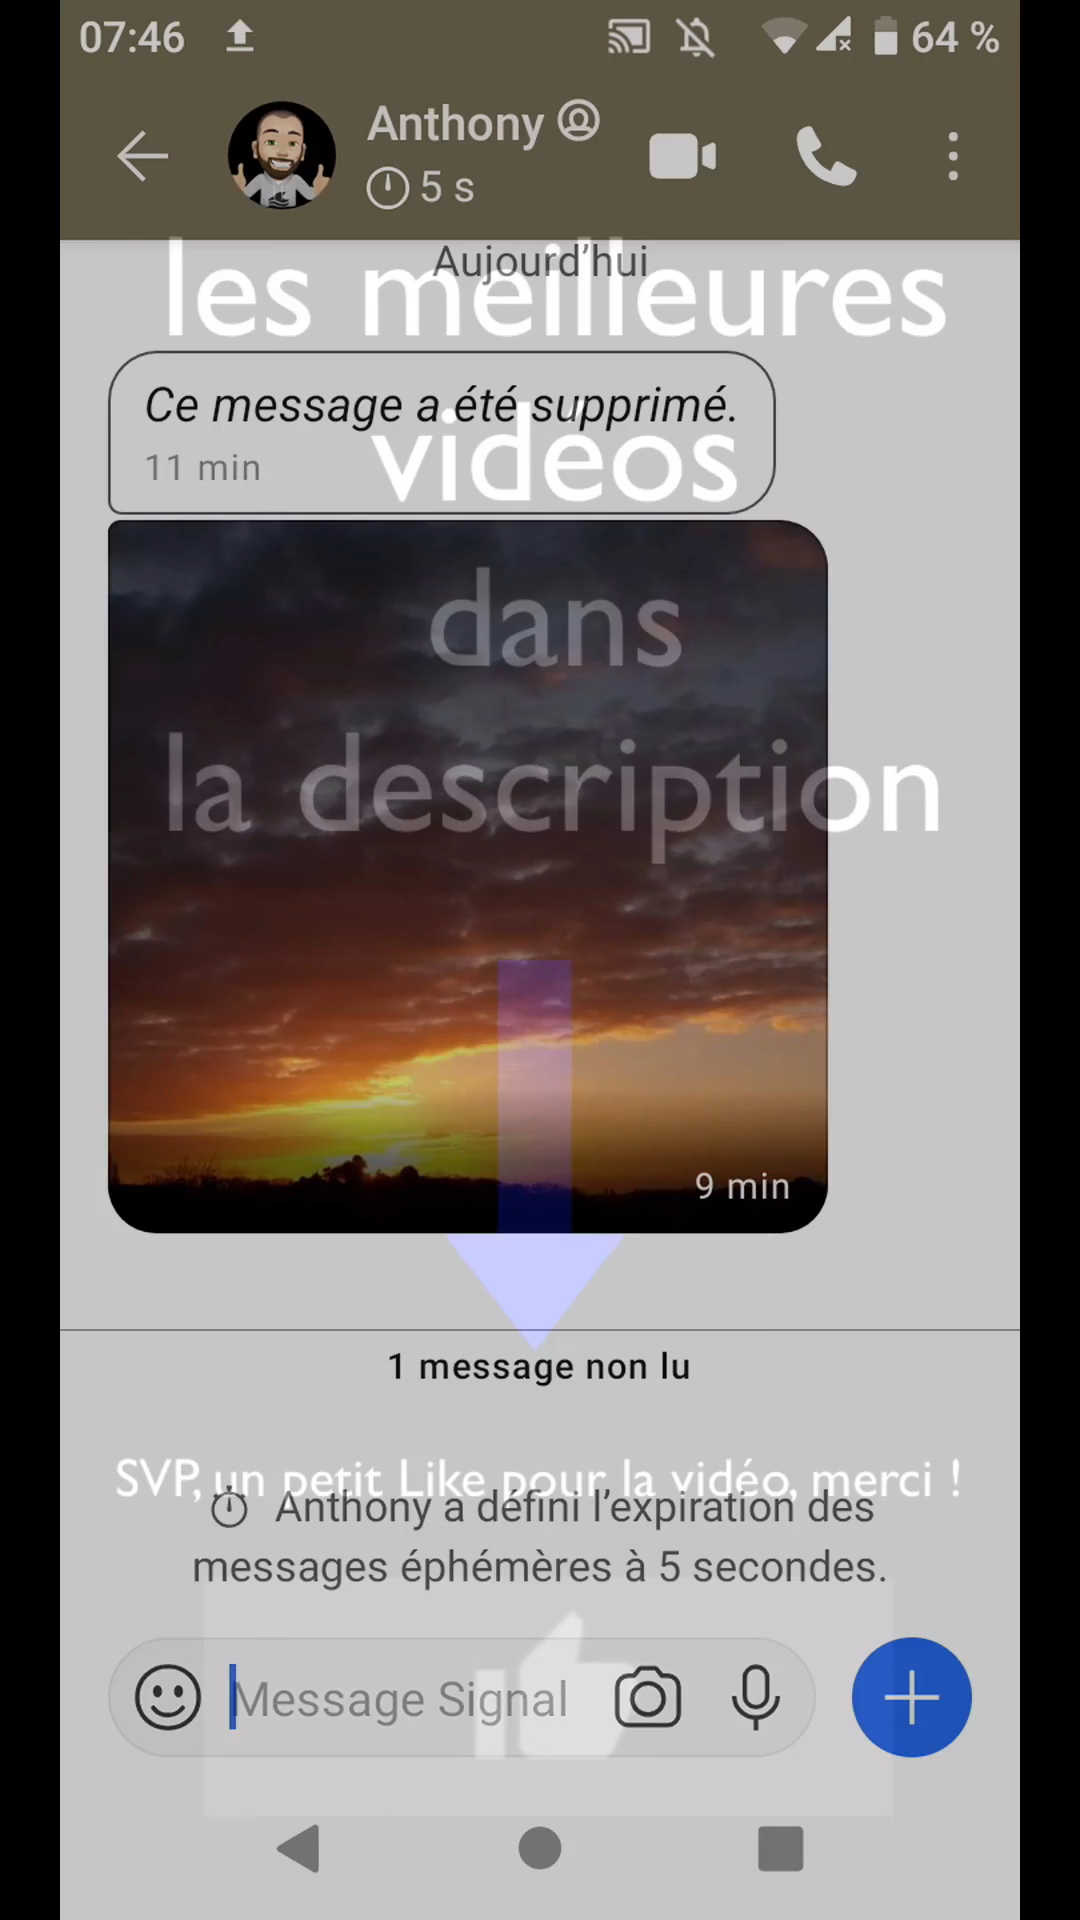 07:46
64 %
Anthony
5 s
Aujourd’hui
les meilleures
Ce message a été supprimé.
vidéos
11 min
dans
la description
9 min
1 message non lu
SVP, un petit Like pour la vidéo, merci !
Anthony a défini l’expiration des
messages éphémères à 5 secondes.
Message Signal